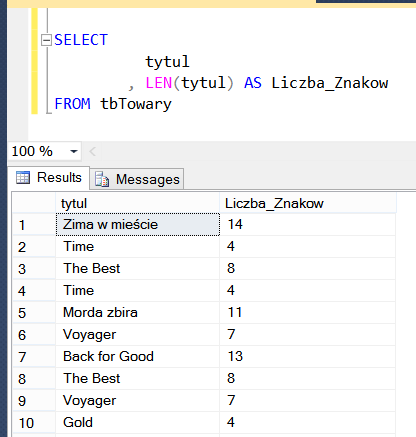 SELECT
tytul
, LEN(tytul) AS Liczba_Znakow
FROM tbTowary
100 %
Results Messages
tytul Liczba_Znakow
1 Zima w mieście 14
2 Time 4
3 The Best 8
4 Time 4
5 Morda zbira 11
6 Voyager 7
7 Back for Good 13
8 The Best 8
9 Voyager 7
10 Gold 4